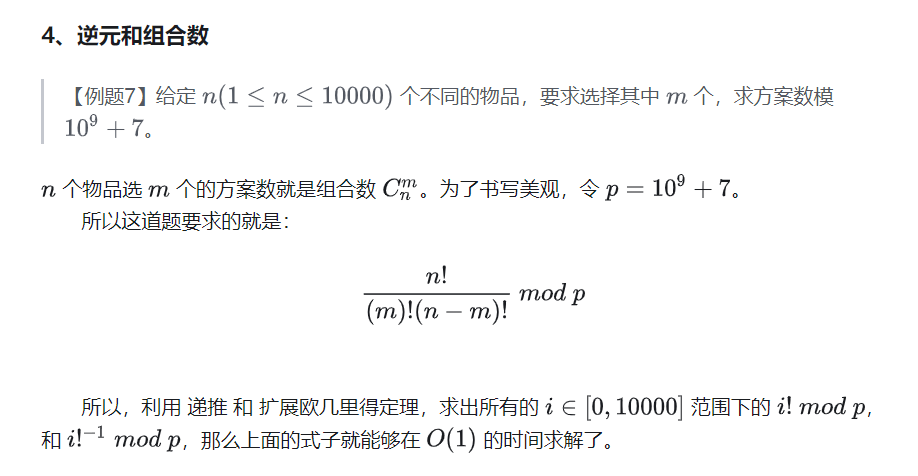 4、逆元和组合数
【例题7】给定 n(1 ≤ n ≤ 10000) 个不同的物品，要求选择其中 m 个，求方案数模
10^9 + 7。
n 个物品选 m 个的方案数就是组合数 C_n^m。为了书写美观，令 p = 10^9 + 7。
所以这道题要求的就是：
\frac{n!}{(m)!(n − m)!} mod p
所以，利用 递推 和 扩展欧几里得定理，求出所有的 i ∈ [0, 10000] 范围下的 i! mod p，
和 i!^{−1} mod p，那么上面的式子就能够在 O(1) 的时间求解了。